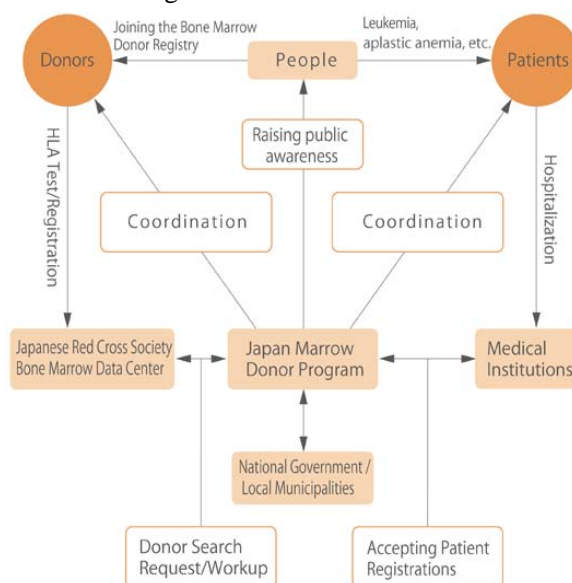 Joining the Bone Marrow
Donor Registry
Leukemia,
aplastic anemia, etc.
Donors
People
Patients
Raising public
awareness
HLA Test/Registration
Hospitalization
Coordination
Coordination
Japanese Red Cross Society
Bone Marrow Data Center
Japan Marrow
Donor Program
Medical
Institutions
National Government /
Local Municipalities
Donor Search
Request/Workup
Accepting Patient
Registrations